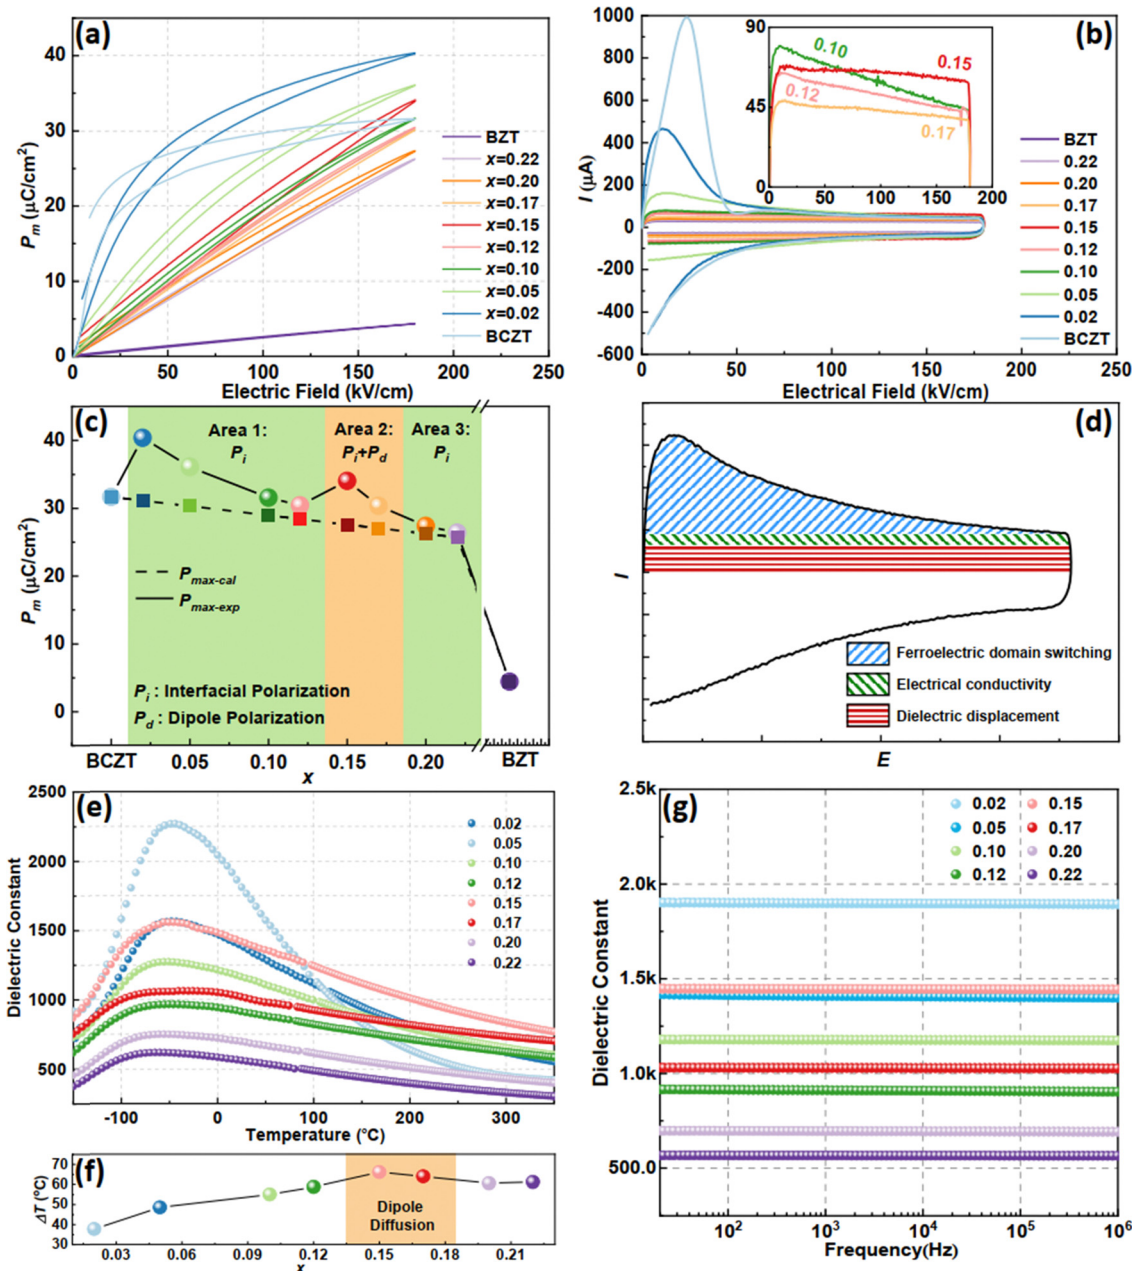 (a)
P_m (μC/cm²)
40
30
20
10
0
0 50 100 150 200 250
Electric Field (kV/cm)
BZT
x=0.22
x=0.20
x=0.17
x=0.15
x=0.12
x=0.10
x=0.05
x=0.02
BCZT
(b)
I (μA)
1000
800
600
400
200
0
-200
-400
-600
0 50 100 150 200 250
Electrical Field (kV/cm)
90
45
0
0 50 100 150 200
0.10
0.15
0.12
0.17
BZT
0.22
0.20
0.17
0.15
0.12
0.10
0.05
0.02
BCZT
(c)
P_m (μC/cm²)
40
30
20
10
0
Area 1:
P_i
Area 2:
P_i+P_d
Area 3:
P_i
P_max-cal
P_max-exp
P_i : Interfacial Polarization
P_d : Dipole Polarization
BCZT 0.05 0.10 0.15 0.20 BZT
x
(d)
I
Ferroelectric domain switching
Electrical conductivity
Dielectric displacement
E
(e)
Dielectric Constant
2500
2000
1500
1000
500
-100 0 100 200 300
Temperature (°C)
0.02
0.05
0.10
0.12
0.15
0.17
0.20
0.22
(f)
ΔT (°C)
70
60
50
40
30
Dipole
Diffusion
0.03 0.06 0.09 0.12 0.15 0.18 0.21
x
(g)
Dielectric Constant
2.5k
2.0k
1.5k
1.0k
500.0
0.02 0.15
0.05 0.17
0.10 0.20
0.12 0.22
10² 10³ 10⁴ 10⁵ 10⁶
Frequency(Hz)